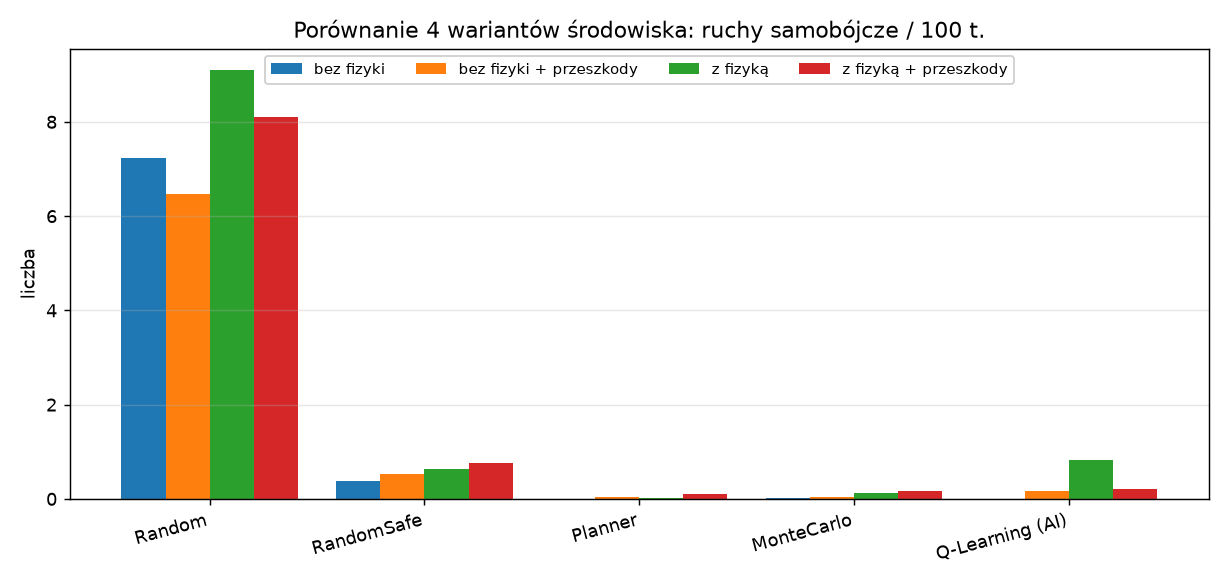 Porównanie 4 wariantów środowiska: ruchy samobójcze / 100 t.
bez fizyki bez fizyki + przeszkody z fizyką z fizyką + przeszkody
liczba
8
6
4
2
0
Random RandomSafe Planner MonteCarlo Q-Learning (AI)